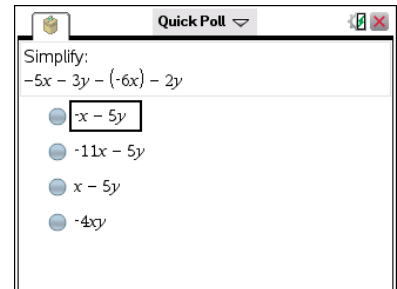 Quick Poll
Simplify:
−5x − 3y − (-6x) − 2y
-x − 5y
-11x − 5y
x − 5y
-4xy